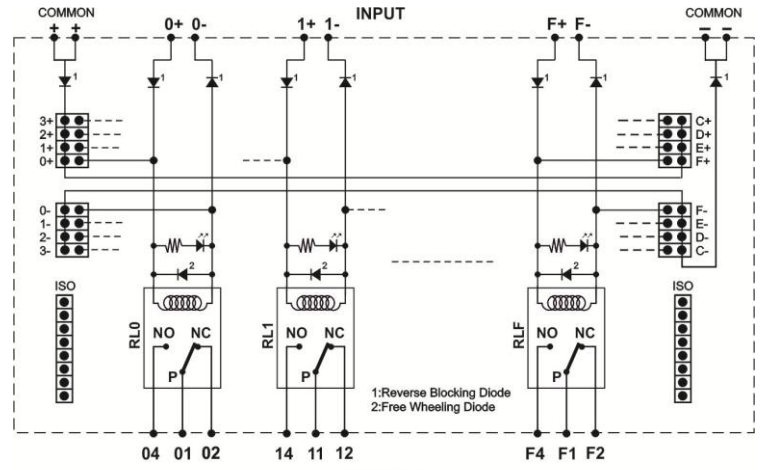 COMMON 0+ 0- 1+ 1- INPUT F+ F- COMMON
+ + − −
1 1 1 1 1 1 1 1
3+ C+
2+ D+
1+ E+
0+ F+
0- F-
1- E-
2- D-
3- C-
2 2 2
ISO ISO
RL0 NO NC P
RL1 NO NC P
RLF NO NC P
1:Reverse Blocking Diode
2:Free Wheeling Diode
04 01 02 14 11 12 F4 F1 F2